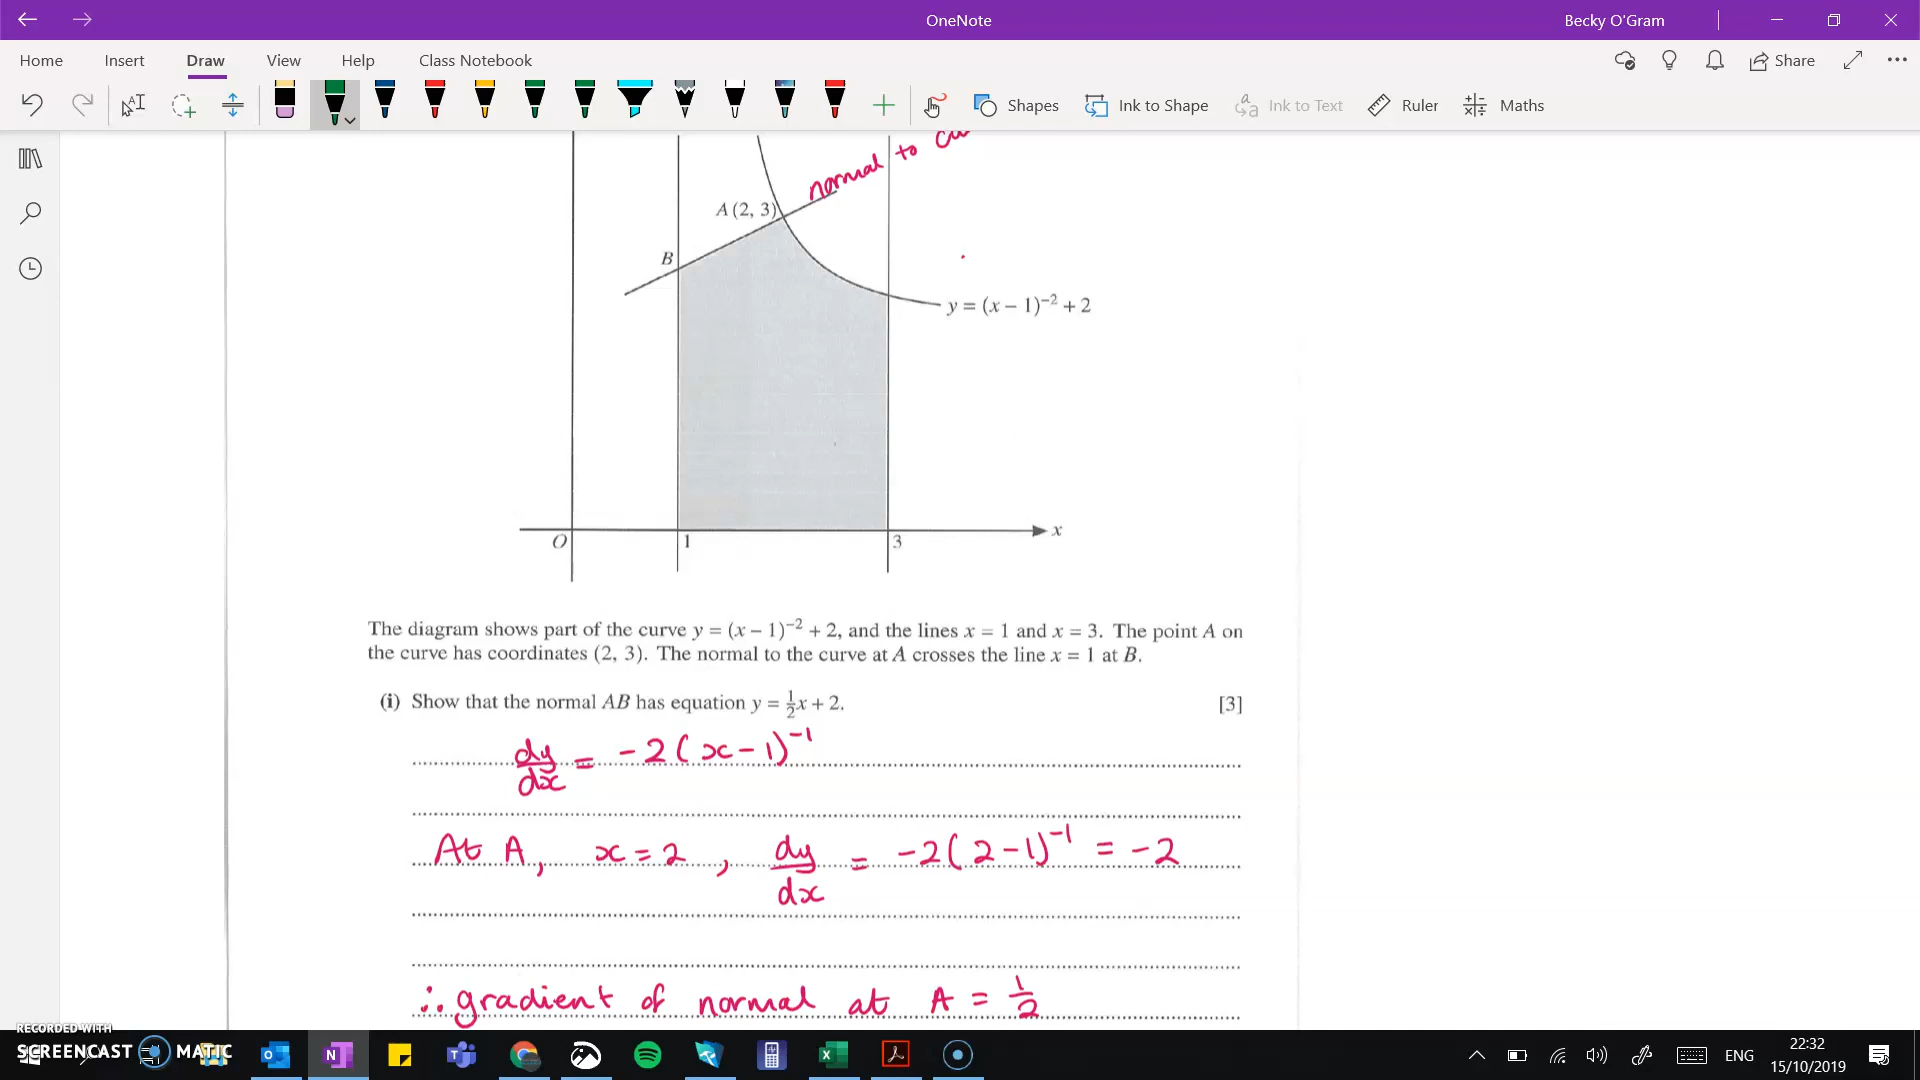 OneNote
Becky O'Gram
Home Insert Draw View Help Class Notebook
Share
Shapes Ink to Shape Ink to Text Ruler Maths
normal to
A (2, 3)
B
y = (x − 1)⁻² + 2
O 1 3 x
The diagram shows part of the curve y = (x − 1)⁻² + 2, and the lines x = 1 and x = 3. The point A on
the curve has coordinates (2, 3). The normal to the curve at A crosses the line x = 1 at B.
(i) Show that the normal AB has equation y = ½x + 2. [3]
dy/dx = −2(x − 1)⁻¹
At A, x = 2, dy/dx = −2(2 − 1)⁻¹ = −2
∴ gradient of normal at A = ½
RECORDED WITH
SCREENCAST MATIC
ENG
22:32
15/10/2019